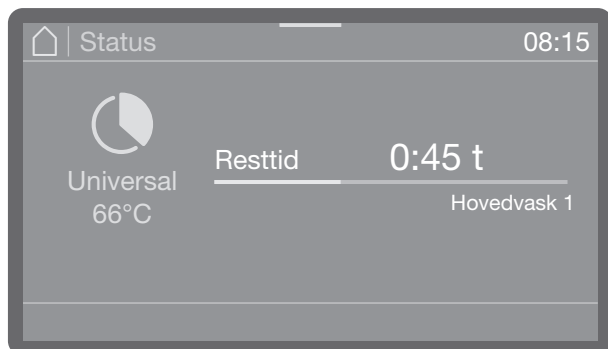 Status 08:15
Resttid 0:45 t
Universal
66°C
Hovedvask 1